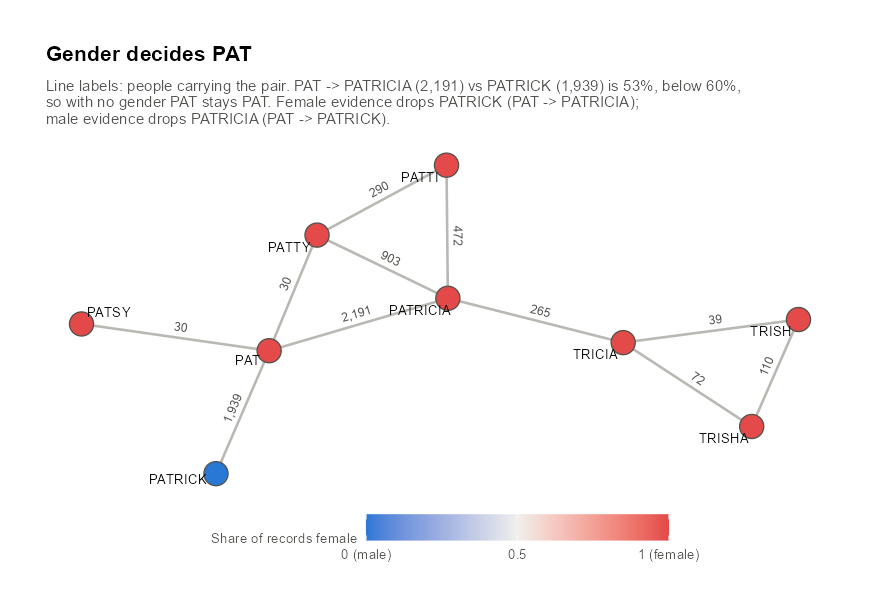 Gender decides PAT
Line labels: people carrying the pair. PAT -> PATRICIA (2,191) vs PATRICK (1,939) is 53%, below 60%,
so with no gender PAT stays PAT. Female evidence drops PATRICK (PAT -> PATRICIA);
male evidence drops PATRICIA (PAT -> PATRICK).
PATTI
290
PATTY
472
903
30
PATSY
30
2,191
PATRICIA
265
39
TRISH
PAT
TRICIA
110
72
1,939
TRISHA
PATRICK
Share of records female
0 (male)
0.5
1 (female)